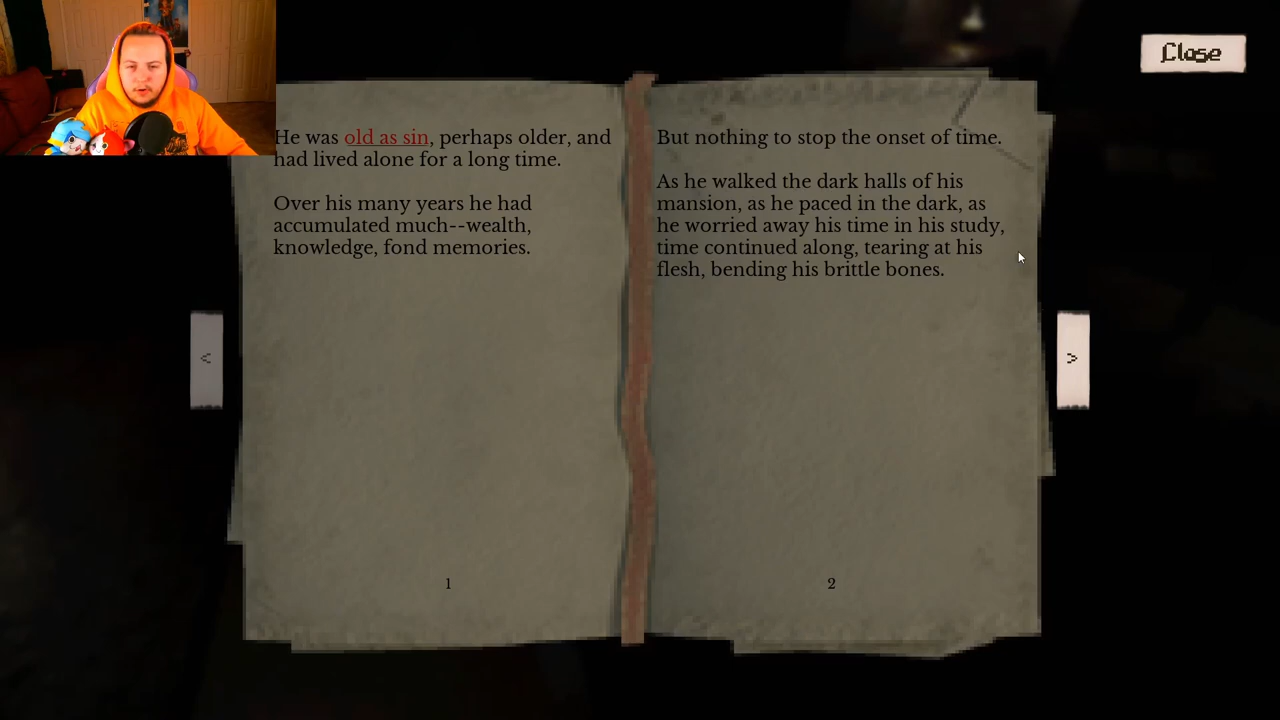 Close
He was old as sin, perhaps older, and
had lived alone for a long time.
Over his many years he had
accumulated much--wealth,
knowledge, fond memories.
1
But nothing to stop the onset of time.
As he walked the dark halls of his
mansion, as he paced in the dark, as
he worried away his time in his study,
time continued along, tearing at his
flesh, bending his brittle bones.
2
<
>